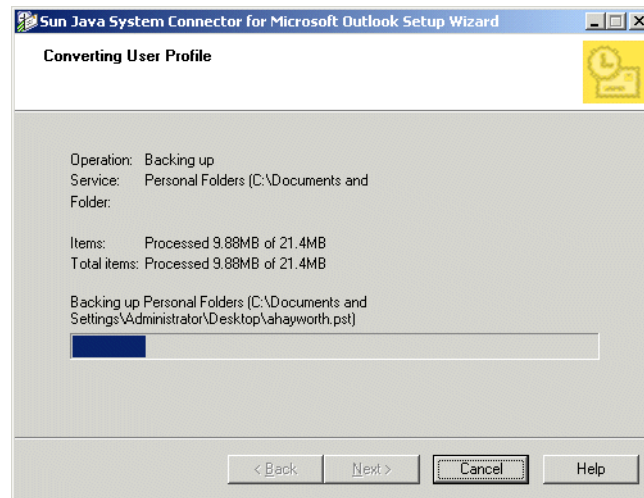 Sun Java System Connector for Microsoft Outlook Setup Wizard
Converting User Profile
Operation: Backing up
Service: Personal Folders (C:\Documents and
Folder:
Items: Processed 9.88MB of 21.4MB
Total items: Processed 9.88MB of 21.4MB
Backing up Personal Folders (C:\Documents and
Settings\Administrator\Desktop\ahayworth.pst)
< Back Next > Cancel Help